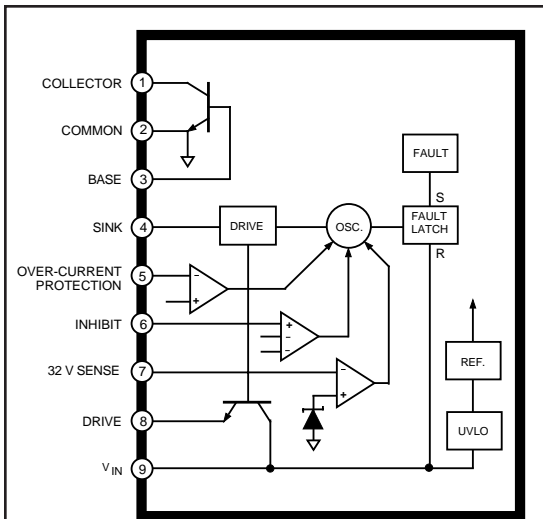 COLLECTOR 1
COMMON 2
BASE 3
SINK 4
DRIVE
OSC.
FAULT
S
FAULT
LATCH
R
OVER-CURRENT
PROTECTION 5
- +
INHIBIT 6
+ - -
32 V SENSE 7
- +
REF.
DRIVE 8
UVLO
V IN 9